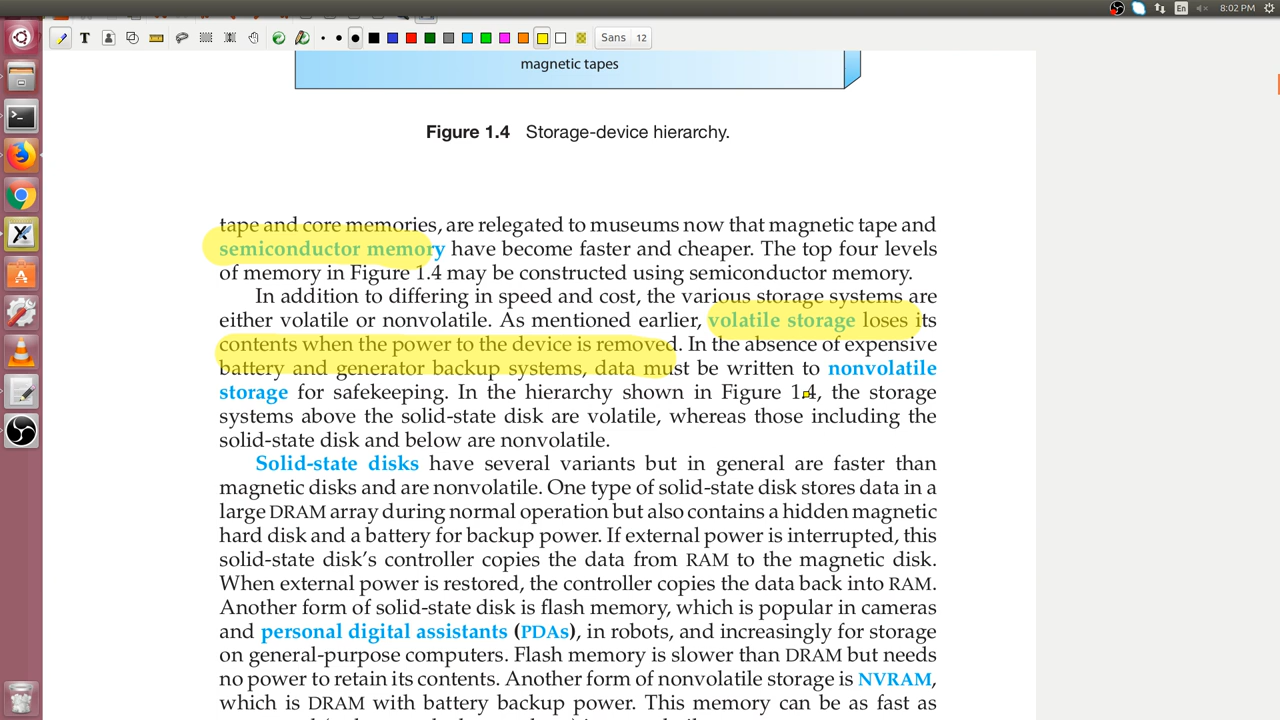 En
8:02 PM
T
Sans 12
magnetic tapes
Figure 1.4 Storage-device hierarchy.
tape and core memories, are relegated to museums now that magnetic tape and
semiconductor memory have become faster and cheaper. The top four levels
of memory in Figure 1.4 may be constructed using semiconductor memory.
In addition to differing in speed and cost, the various storage systems are
either volatile or nonvolatile. As mentioned earlier, volatile storage loses its
contents when the power to the device is removed. In the absence of expensive
battery and generator backup systems, data must be written to nonvolatile
storage for safekeeping. In the hierarchy shown in Figure 1.4, the storage
systems above the solid-state disk are volatile, whereas those including the
solid-state disk and below are nonvolatile.
Solid-state disks have several variants but in general are faster than
magnetic disks and are nonvolatile. One type of solid-state disk stores data in a
large DRAM array during normal operation but also contains a hidden magnetic
hard disk and a battery for backup power. If external power is interrupted, this
solid-state disk's controller copies the data from RAM to the magnetic disk.
When external power is restored, the controller copies the data back into RAM.
Another form of solid-state disk is flash memory, which is popular in cameras
and personal digital assistants (PDAs), in robots, and increasingly for storage
on general-purpose computers. Flash memory is slower than DRAM but needs
no power to retain its contents. Another form of nonvolatile storage is NVRAM,
which is DRAM with battery backup power. This memory can be as fast as